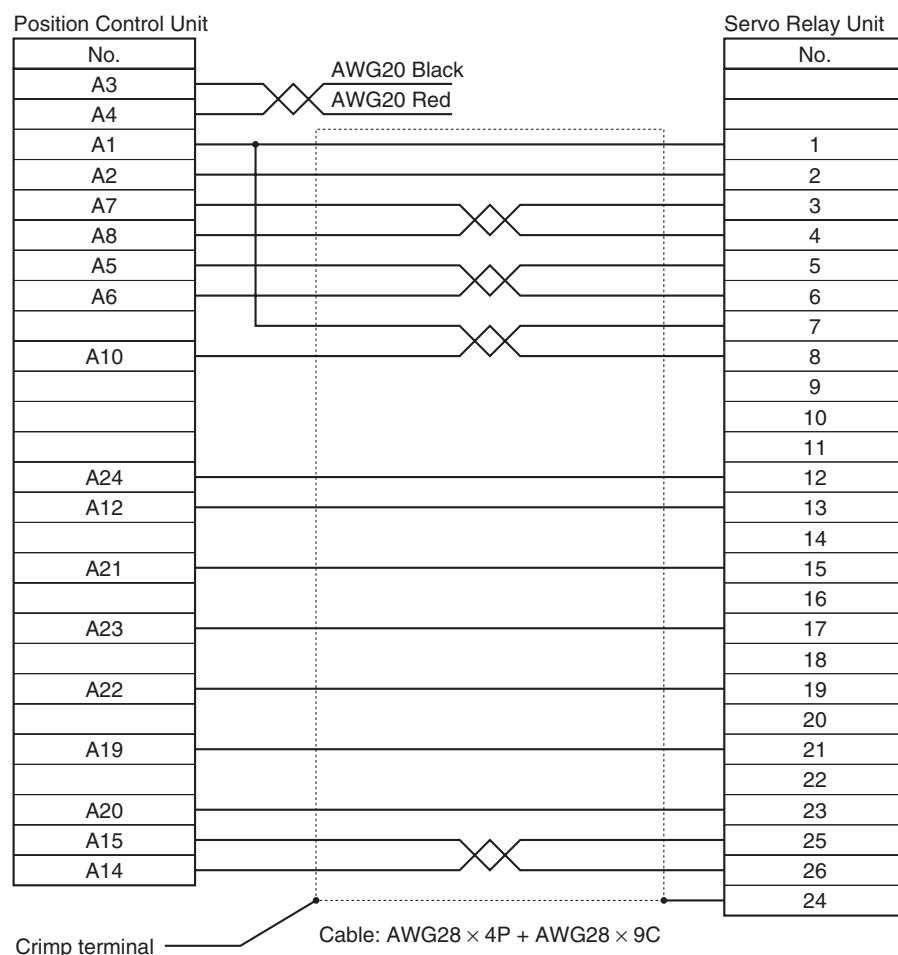 Position Control Unit Servo Relay Unit
No. No.
A3 AWG20 Black
A4 AWG20 Red
A1 1
A2 2
A7 3
A8 4
A5 5
A6 6
7
A10 8
9
10
11
A24 12
A12 13
14
A21 15
16
A23 17
18
A22 19
20
A19 21
22
A20 23
A15 25
A14 26
24
Crimp terminal Cable: AWG28 × 4P + AWG28 × 9C